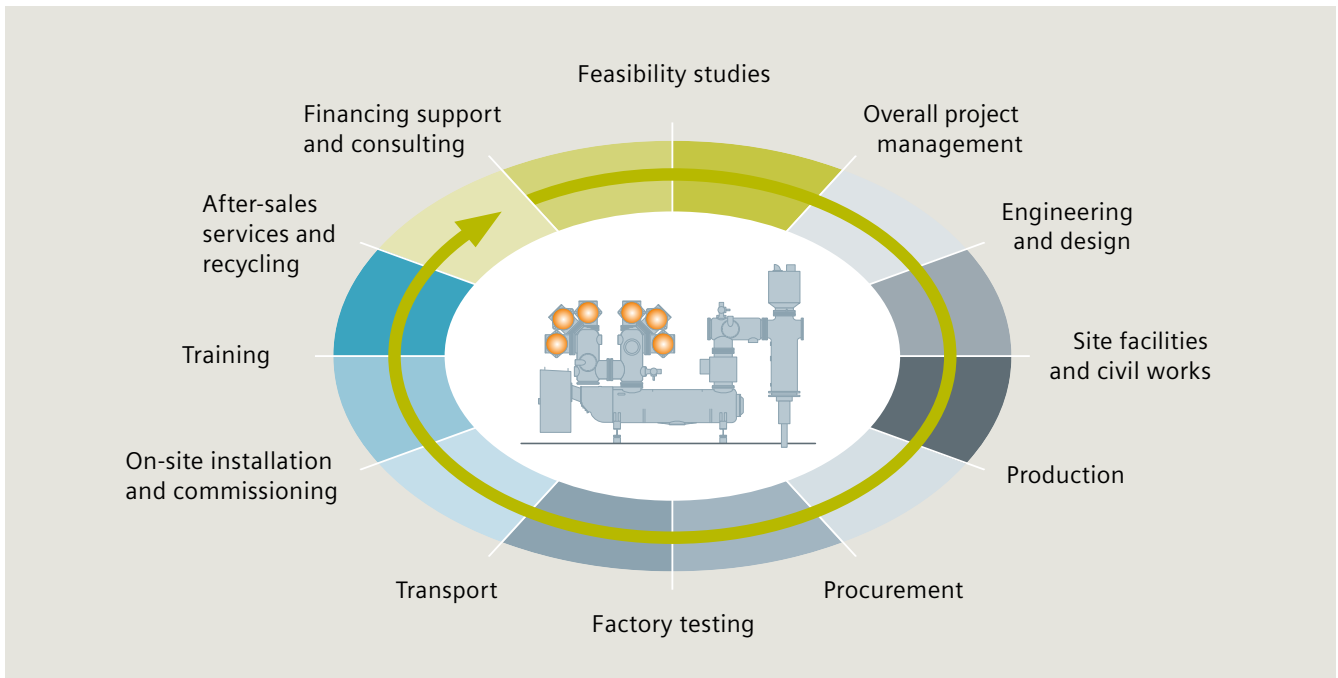 Feasibility studies
Financing support
and consulting
Overall project
management
After-sales
services and
recycling
Engineering
and design
Training
Site facilities
and civil works
On-site installation
and commissioning
Production
Transport
Procurement
Factory testing